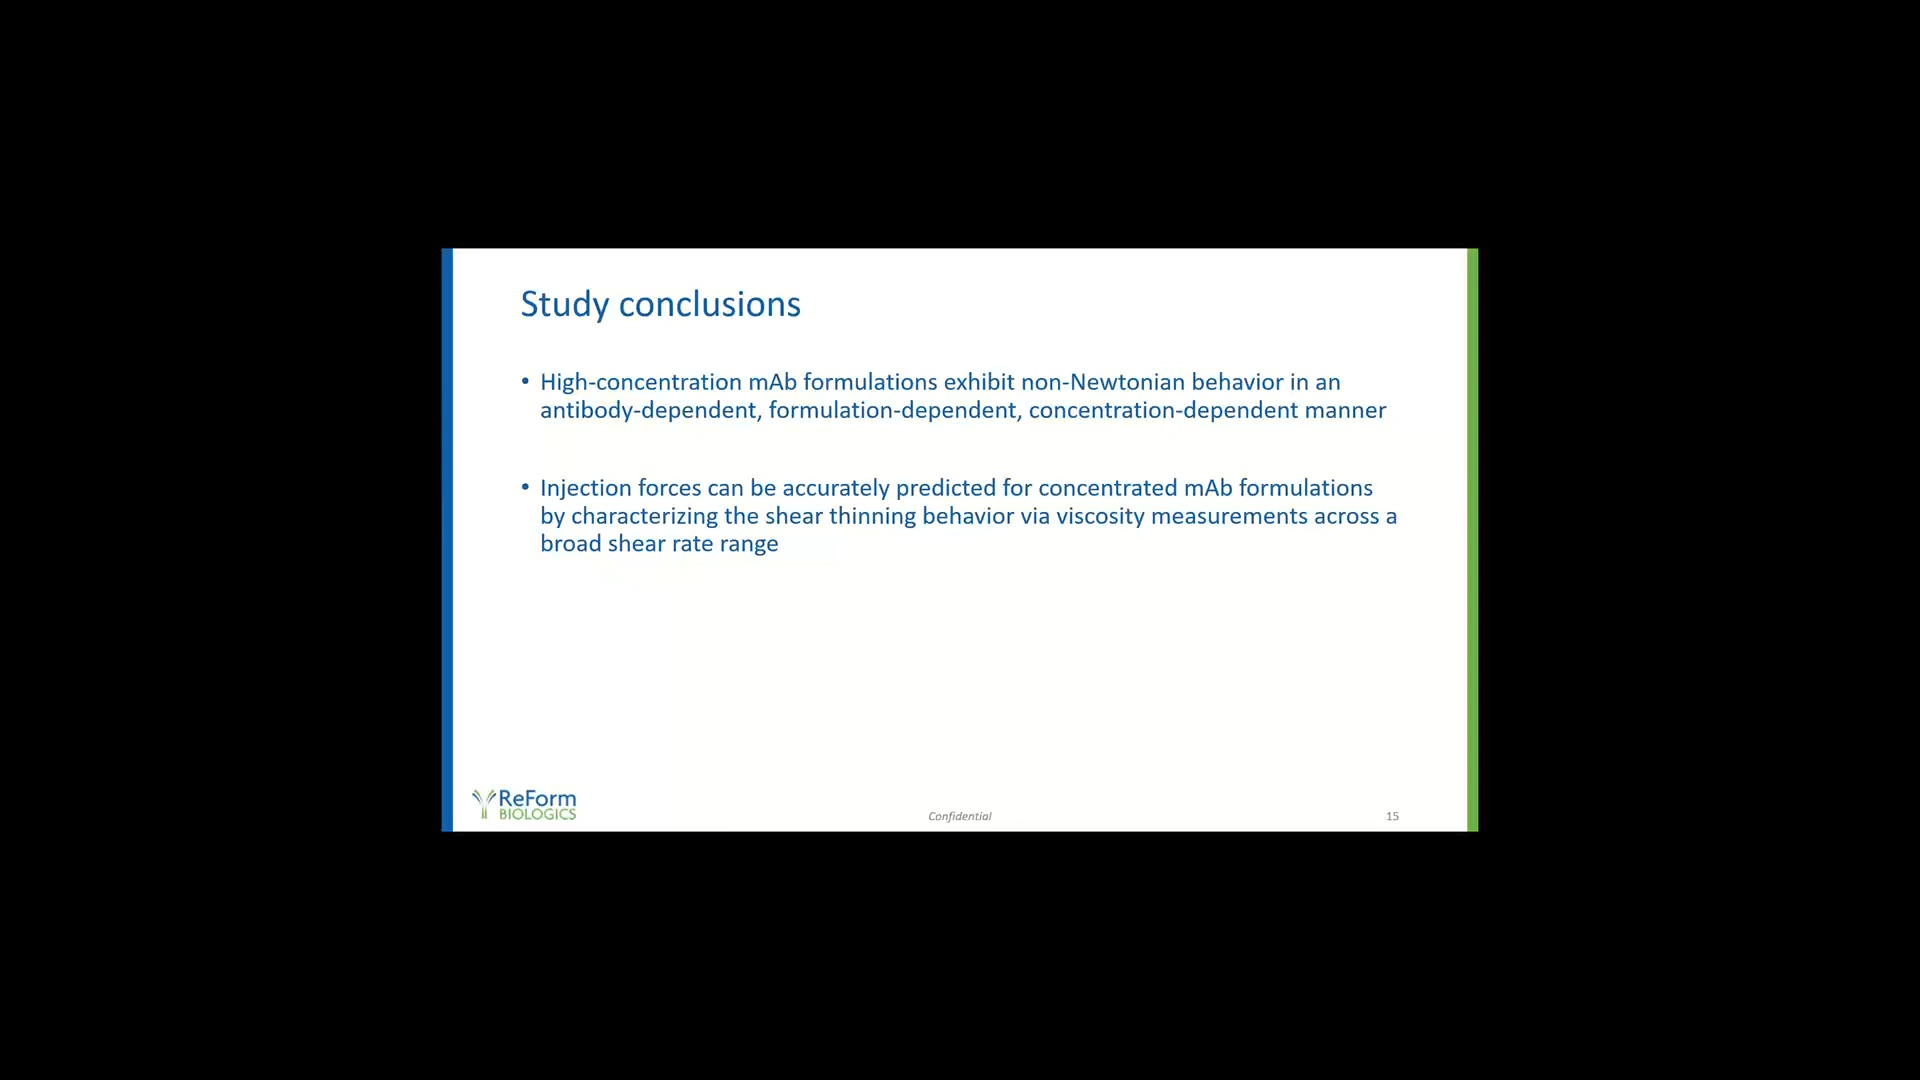 Study conclusions
• High-concentration mAb formulations exhibit non-Newtonian behavior in an
antibody-dependent, formulation-dependent, concentration-dependent manner
• Injection forces can be accurately predicted for concentrated mAb formulations
by characterizing the shear thinning behavior via viscosity measurements across a
broad shear rate range
ReForm
BIOLOGICS
Confidential
15